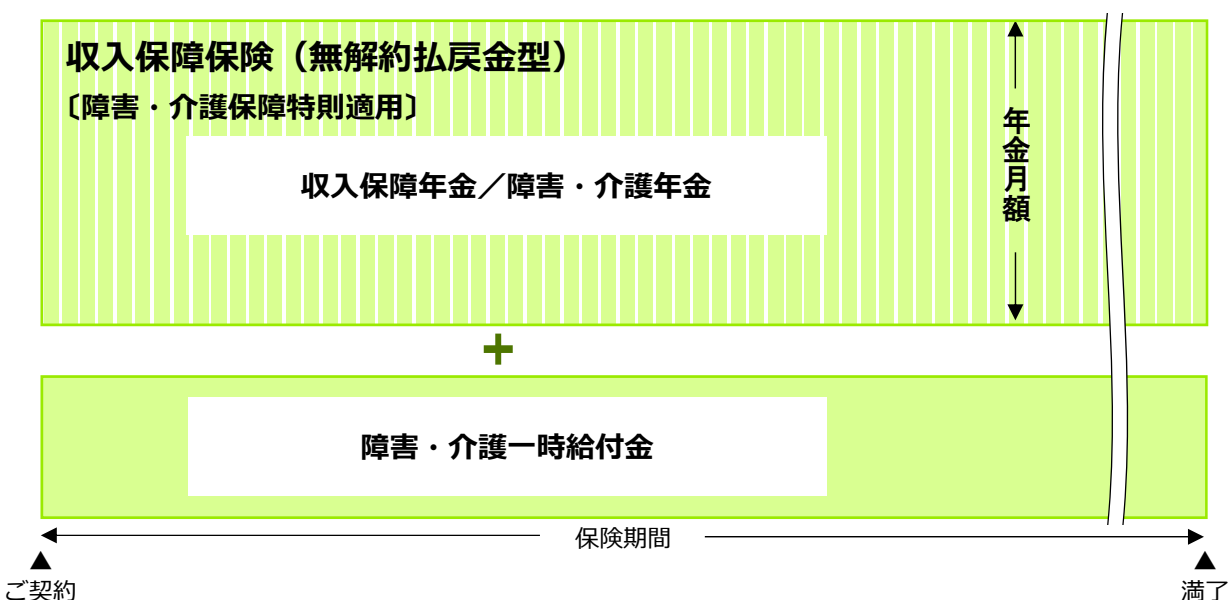 収入保障保険（無解約払戻金型）
〔障害・介護保障特則適用〕
収入保障年金／障害・介護年金
年金月額
+
障害・介護一時給付金
保険期間
▲ ▲
ご契約 満了